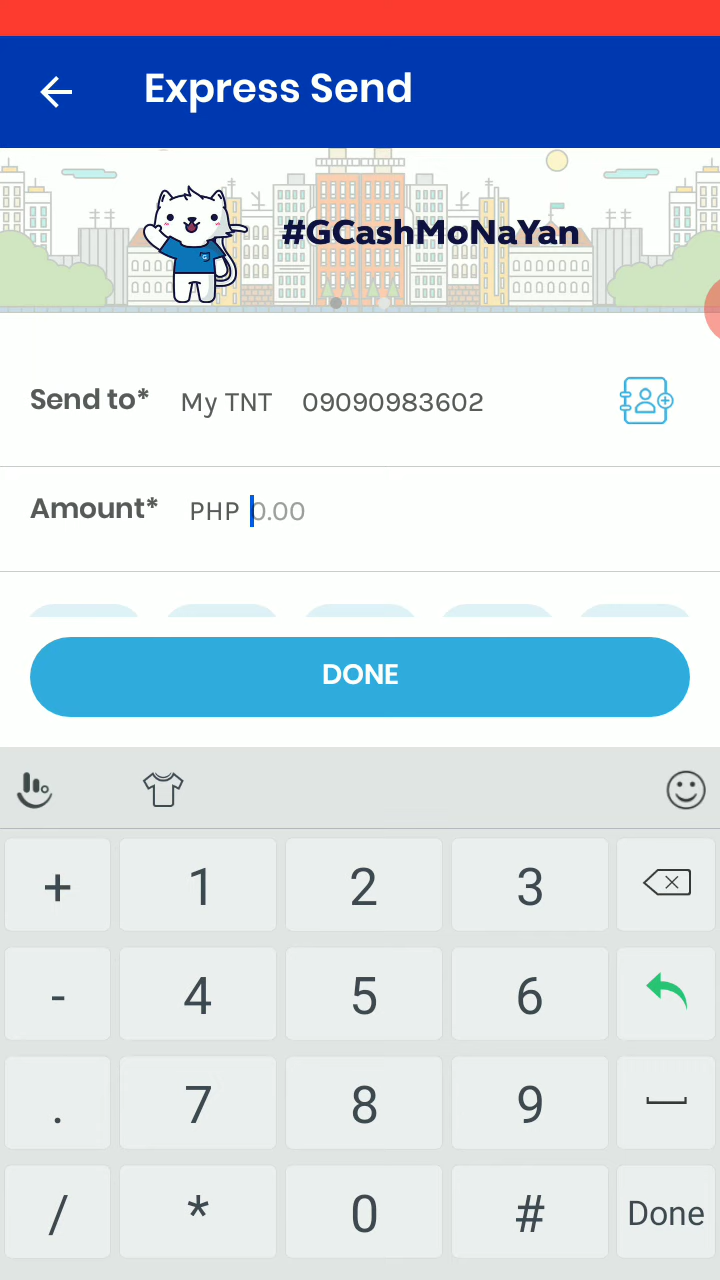 Express Send
#GCashMoNaYan
Send to* My TNT 09090983602
Amount* PHP 0.00
DONE
+ 1 2 3
- 4 5 6
. 7 8 9
/ * 0 # Done